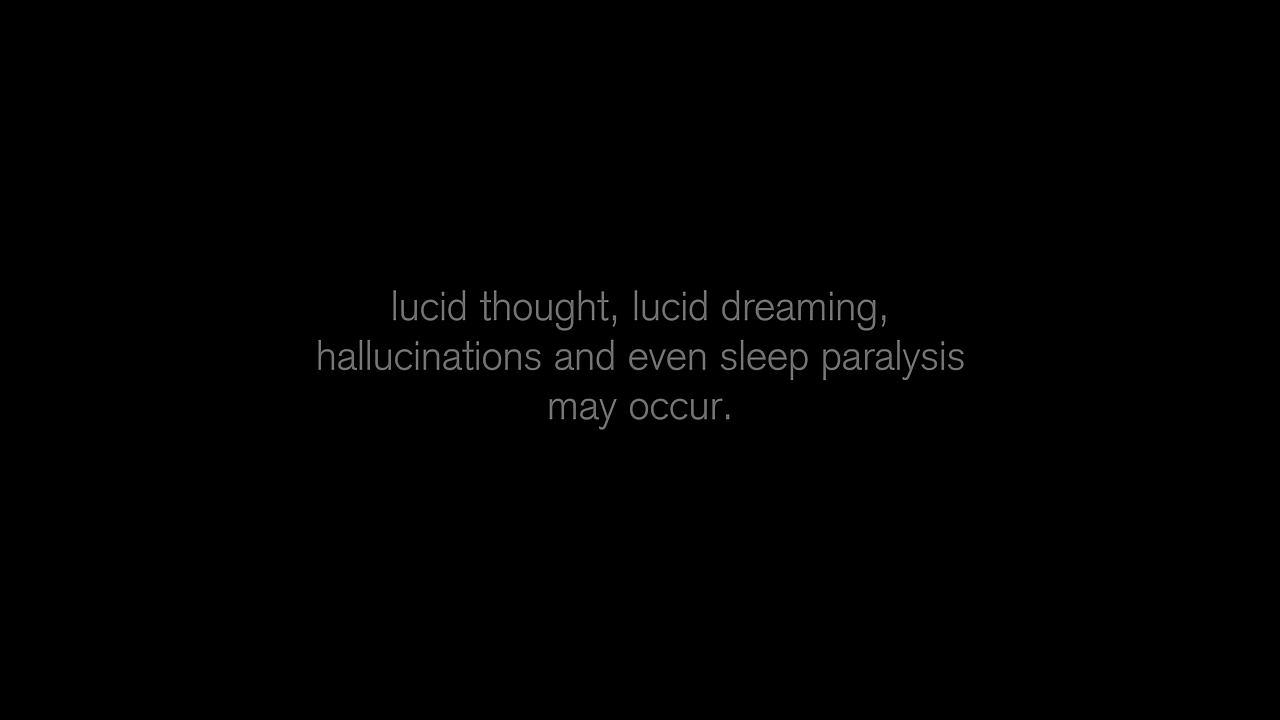 lucid thought, lucid dreaming,
hallucinations and even sleep paralysis
may occur.